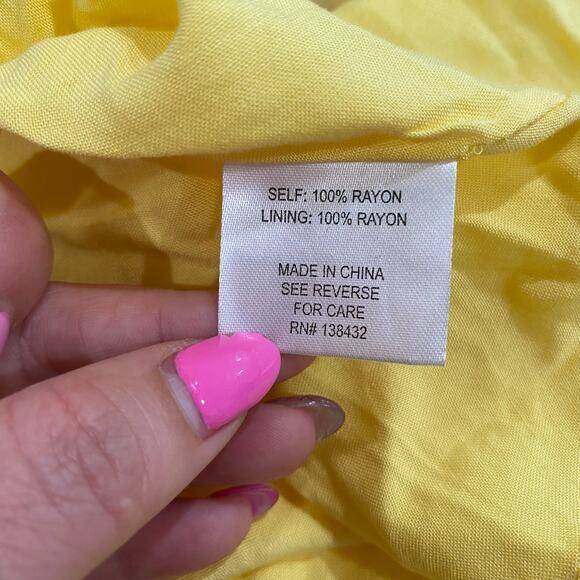 SELF: 100% RAYON
LINING: 100% RAYON
MADE IN CHINA
SEE REVERSE
FOR CARE
RN# 138432